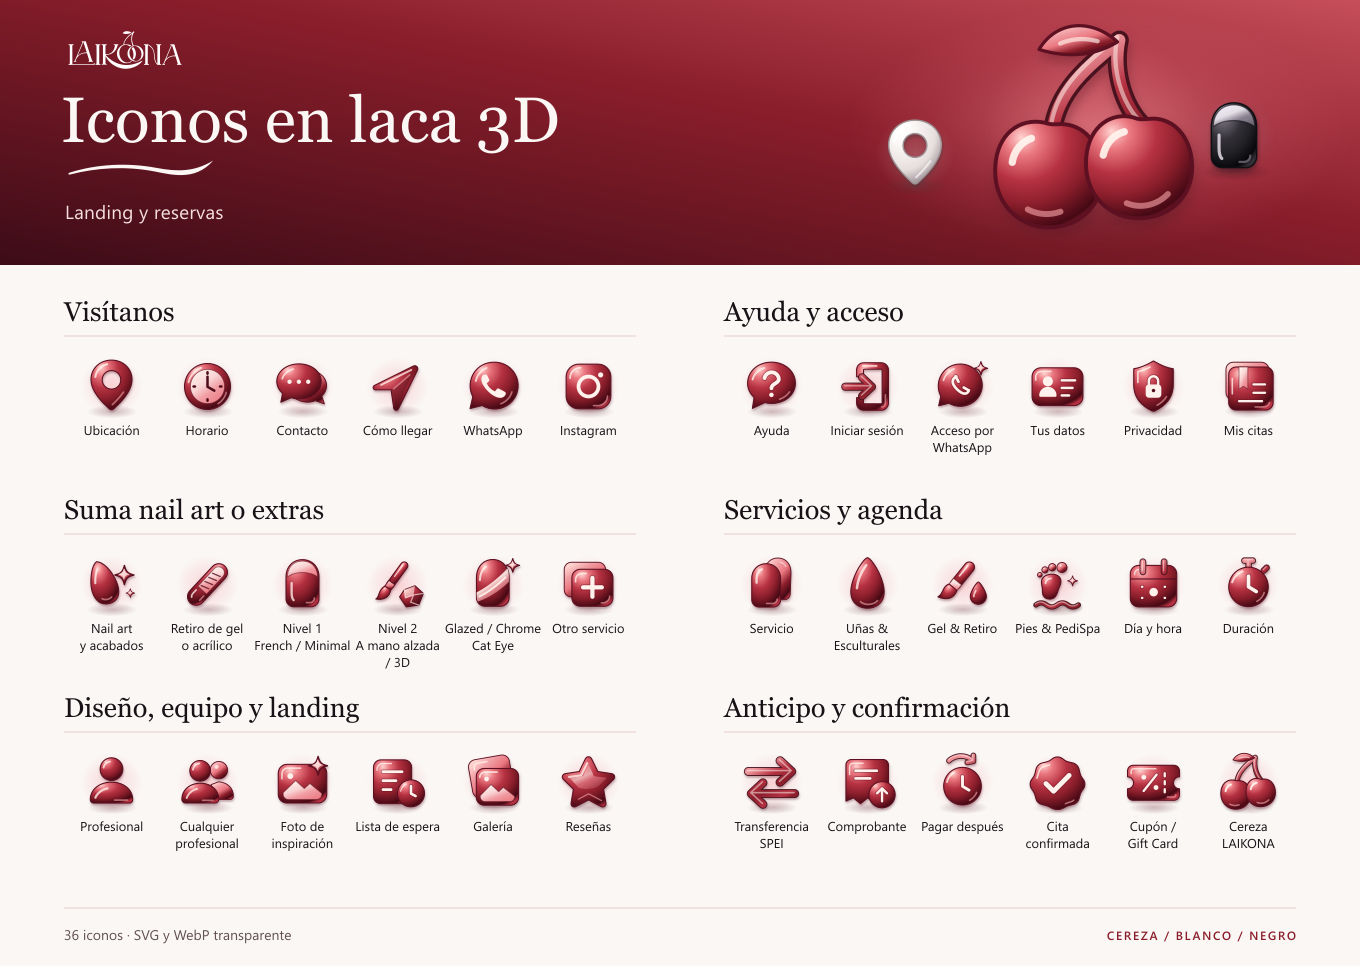 LAIKONA
Iconos en laca 3D
Landing y reservas
Visítanos
Ubicación
Horario
Contacto
Cómo llegar
WhatsApp
Instagram
Ayuda y acceso
Ayuda
Iniciar sesión
Acceso por
WhatsApp
Tus datos
Privacidad
Mis citas
Suma nail art o extras
Nail art
y acabados
Retiro de gel
o acrílico
Nivel 1
French / Minimal
Nivel 2
A mano alzada
/ 3D
Glazed / Chrome
Cat Eye
Otro servicio
Servicios y agenda
Servicio
Uñas &
Esculturales
Gel & Retiro
Pies & PediSpa
Día y hora
Duración
Diseño, equipo y landing
Profesional
Cualquier
profesional
Foto de
inspiración
Lista de espera
Galería
Reseñas
Anticipo y confirmación
Transferencia
SPEI
Comprobante
Pagar después
Cita
confirmada
Cupón /
Gift Card
Cereza
LAIKONA
36 iconos · SVG y WebP transparente
CEREZA / BLANCO / NEGRO